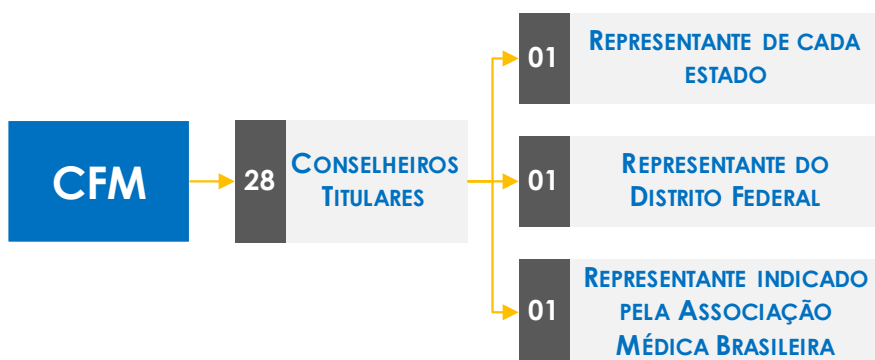 CFM
28
CONSELHEIROS
TITULARES
01
REPRESENTANTE DE CADA
ESTADO
01
REPRESENTANTE DO
DISTRITO FEDERAL
01
REPRESENTANTE INDICADO
PELA ASSOCIAÇÃO
MÉDICA BRASILEIRA